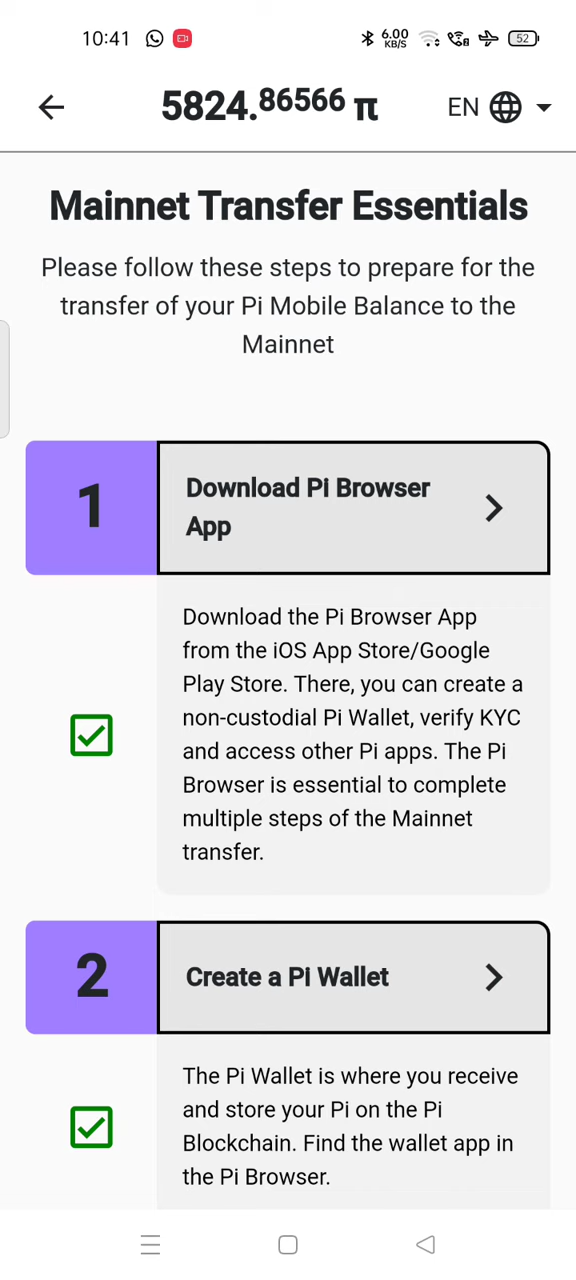 10:41
6.00
KB/S
52
5824.86566 π
EN
Mainnet Transfer Essentials
Please follow these steps to prepare for the
transfer of your Pi Mobile Balance to the
Mainnet
1
Download Pi Browser
App
Download the Pi Browser App
from the iOS App Store/Google
Play Store. There, you can create a
non-custodial Pi Wallet, verify KYC
and access other Pi apps. The Pi
Browser is essential to complete
multiple steps of the Mainnet
transfer.
2
Create a Pi Wallet
The Pi Wallet is where you receive
and store your Pi on the Pi
Blockchain. Find the wallet app in
the Pi Browser.